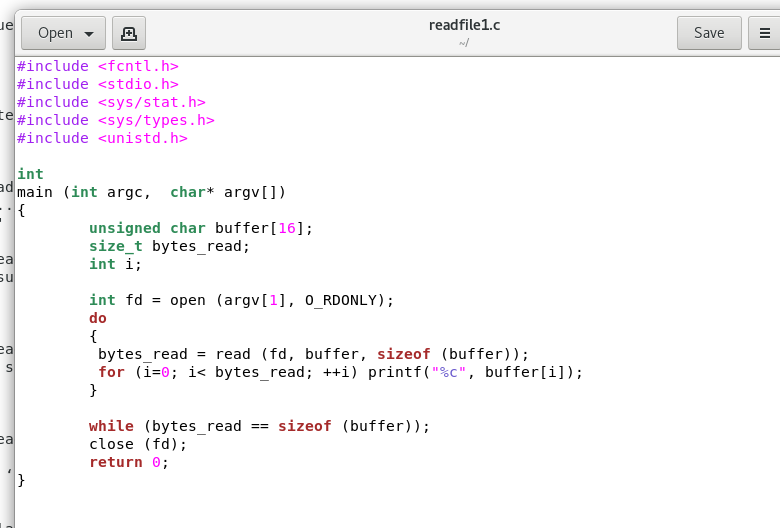 Open
readfile1.c
~/
Save
#include <fcntl.h>
#include <stdio.h>
#include <sys/stat.h>
#include <sys/types.h>
#include <unistd.h>
int
main (int argc,  char* argv[])
{
unsigned char buffer[16];
size_t bytes_read;
int i;
int fd = open (argv[1], O_RDONLY);
do
{
bytes_read = read (fd, buffer, sizeof (buffer));
for (i=0; i< bytes_read; ++i) printf("%c", buffer[i]);
}
while (bytes_read == sizeof (buffer));
close (fd);
return 0;
}